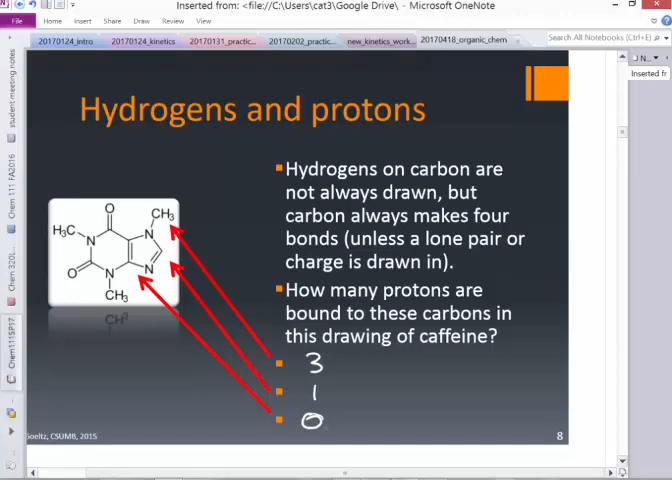 Inserted from: <file://C:/Users/cat3/Google Drive/... - Microsoft OneNote
File Home Insert Draw History Review View
20170124_intro 20170124_kinetics 20170131_practic... 20170202_practic... new_kinetics_work... 20170418_organic_chem Search All Notebooks (Ctrl+E)
Inserted fr
student meeting notes
Chem 111 FA2016
Chem 320L
Chem111SP17
Hydrogens and protons
Hydrogens on carbon are
not always drawn, but
carbon always makes four
bonds (unless a lone pair or
charge is drawn in).
How many protons are
bound to these carbons in
this drawing of caffeine?
3
1
0
O
CH3
H3C
N
N
O
N
N
CH3
Goeltz, CSUMB, 2015
8